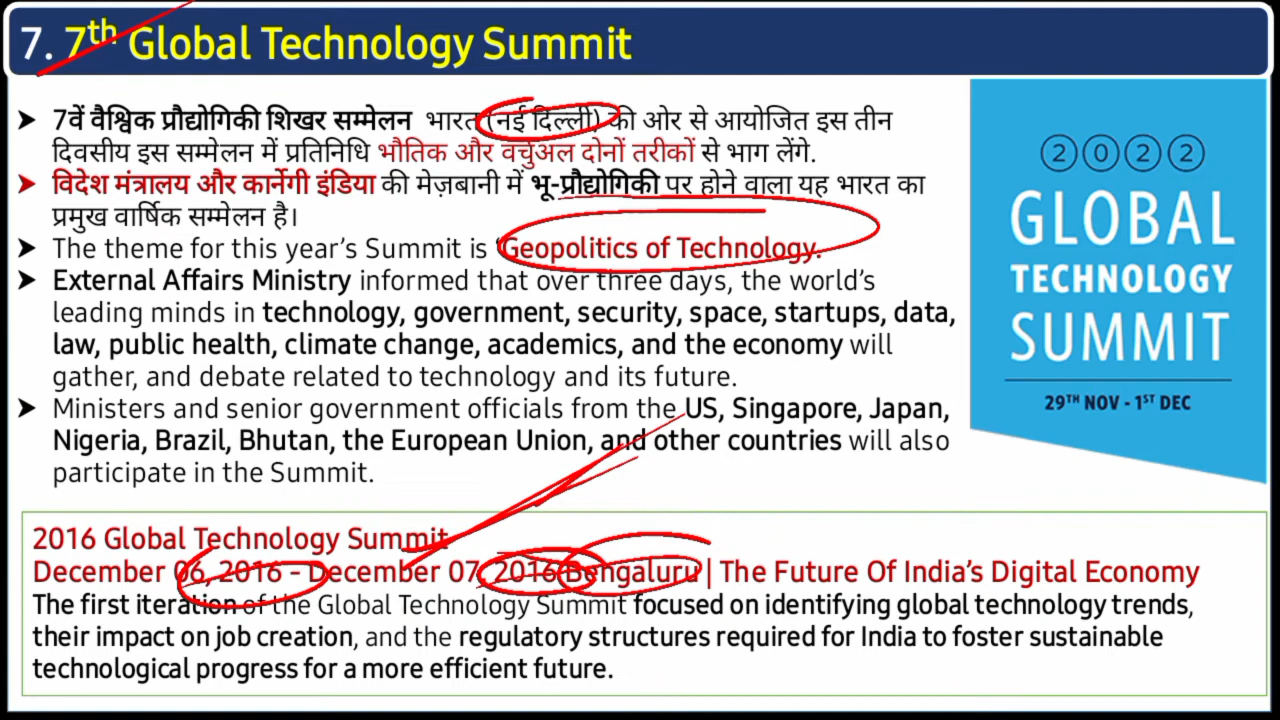 7. 7th Global Technology Summit
➤ 7वें वैश्विक प्रौद्योगिकी शिखर सम्मेलन भारत (नई दिल्ली) की ओर से आयोजित इस तीन
दिवसीय इस सम्मेलन में प्रतिनिधि भौतिक और वर्चुअल दोनों तरीकों से भाग लेंगे.
➤ विदेश मंत्रालय और कार्नेगी इंडिया की मेज़बानी में भू-प्रौद्योगिकी पर होने वाला यह भारत का
प्रमुख वार्षिक सम्मेलन है।
➤ The theme for this year's Summit is 'Geopolitics of Technology.
➤ External Affairs Ministry informed that over three days, the world's
leading minds in technology, government, security, space, startups, data,
law, public health, climate change, academics, and the economy will
gather, and debate related to technology and its future.
➤ Ministers and senior government officials from the US, Singapore, Japan,
Nigeria, Brazil, Bhutan, the European Union, and other countries will also
participate in the Summit.
2022
GLOBAL
TECHNOLOGY
SUMMIT
29TH NOV - 1ST DEC
2016 Global Technology Summit
December 06, 2016 – December 07, 2016 Bengaluru | The Future Of India's Digital Economy
The first iteration of the Global Technology Summit focused on identifying global technology trends,
their impact on job creation, and the regulatory structures required for India to foster sustainable
technological progress for a more efficient future.